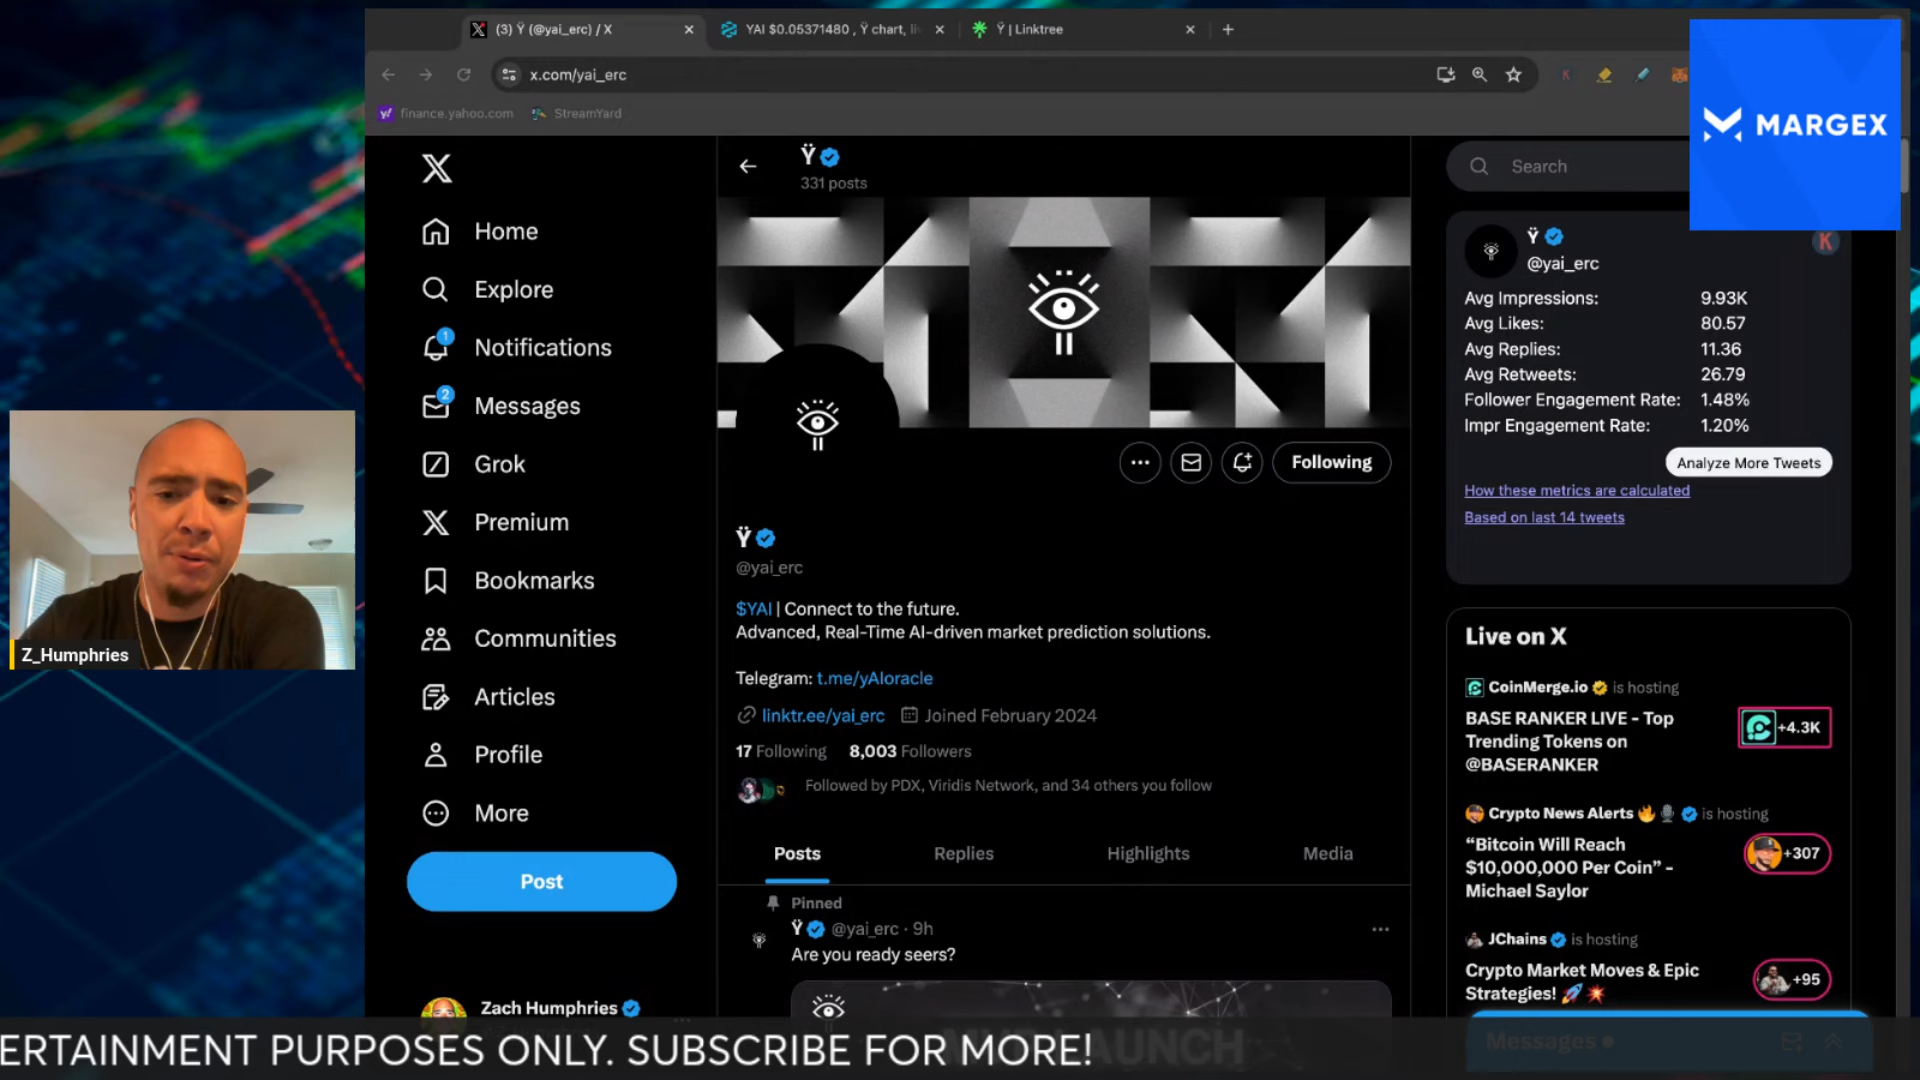 (3) Ÿ (@yai_erc) / X
YAI $0.05371480 , Ÿ chart, li
Ÿ | Linktree
x.com/yai_erc
finance.yahoo.com
StreamYard
MARGEX
Ÿ
331 posts
Home
Explore
1
Notifications
2
Messages
Grok
Premium
Bookmarks
Communities
Articles
Profile
More
Post
Zach Humphries
Following
Ÿ
@yai_erc
$YAI | Connect to the future.
Advanced, Real-Time AI-driven market prediction solutions.
Telegram: t.me/yAIoracle
linktr.ee/yai_erc Joined February 2024
17 Following 8,003 Followers
Followed by PDX, Viridis Network, and 34 others you follow
Posts Replies Highlights Media
Pinned
Ÿ @yai_erc · 9h
Are you ready seers?
Search
Ÿ
K
@yai_erc
Avg Impressions: 9.93K
Avg Likes: 80.57
Avg Replies: 11.36
Avg Retweets: 26.79
Follower Engagement Rate: 1.48%
Impr Engagement Rate: 1.20%
Analyze More Tweets
How these metrics are calculated
Based on last 14 tweets
Live on X
CoinMerge.io is hosting
BASE RANKER LIVE - Top
Trending Tokens on
@BASERANKER
+4.3K
Crypto News Alerts 🔥🎙 is hosting
“Bitcoin Will Reach
$10,000,000 Per Coin” -
Michael Saylor
+307
JChains is hosting
Crypto Market Moves & Epic
Strategies! 🚀💥
+95
Messages
Z_Humphries
ERTAINMENT PURPOSES ONLY. SUBSCRIBE FOR MORE!